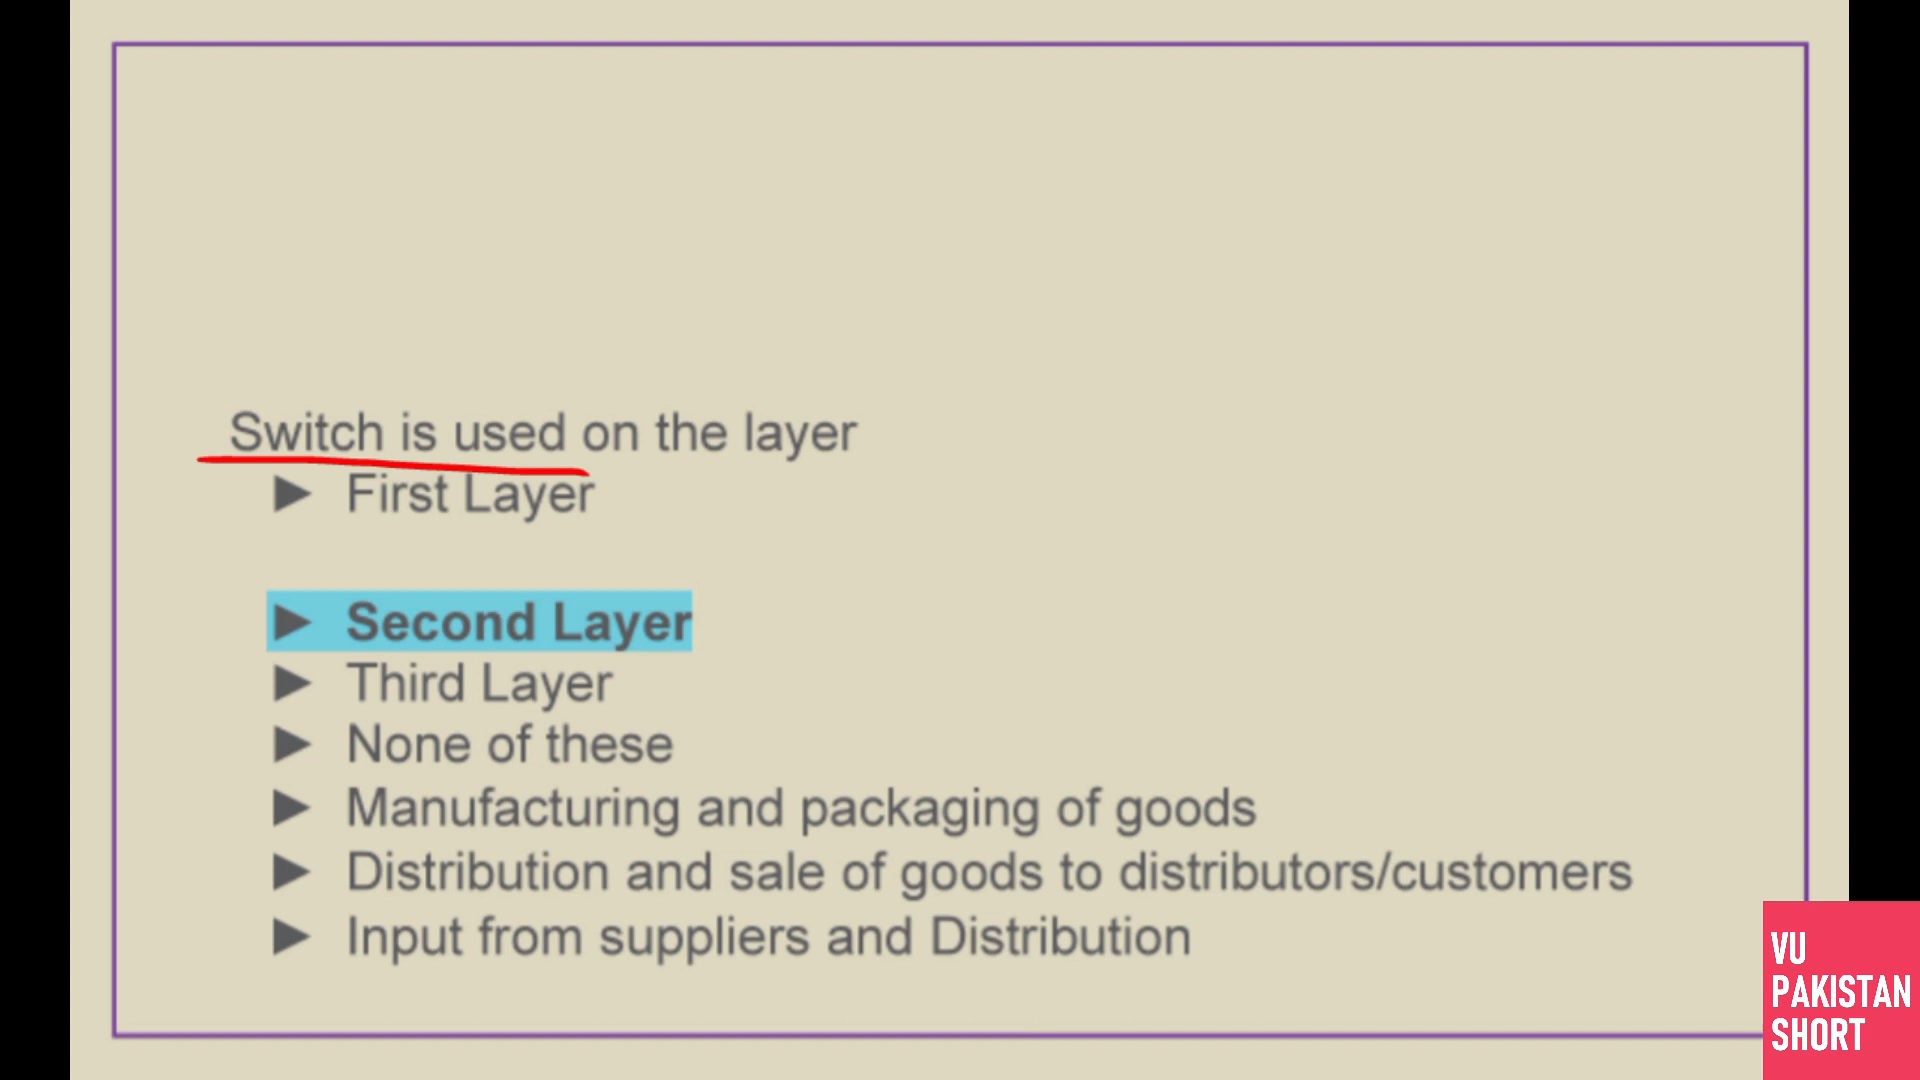 Switch is used on the layer
► First Layer
► Second Layer
► Third Layer
► None of these
► Manufacturing and packaging of goods
► Distribution and sale of goods to distributors/customers
► Input from suppliers and Distribution
VU
PAKISTAN
SHORT